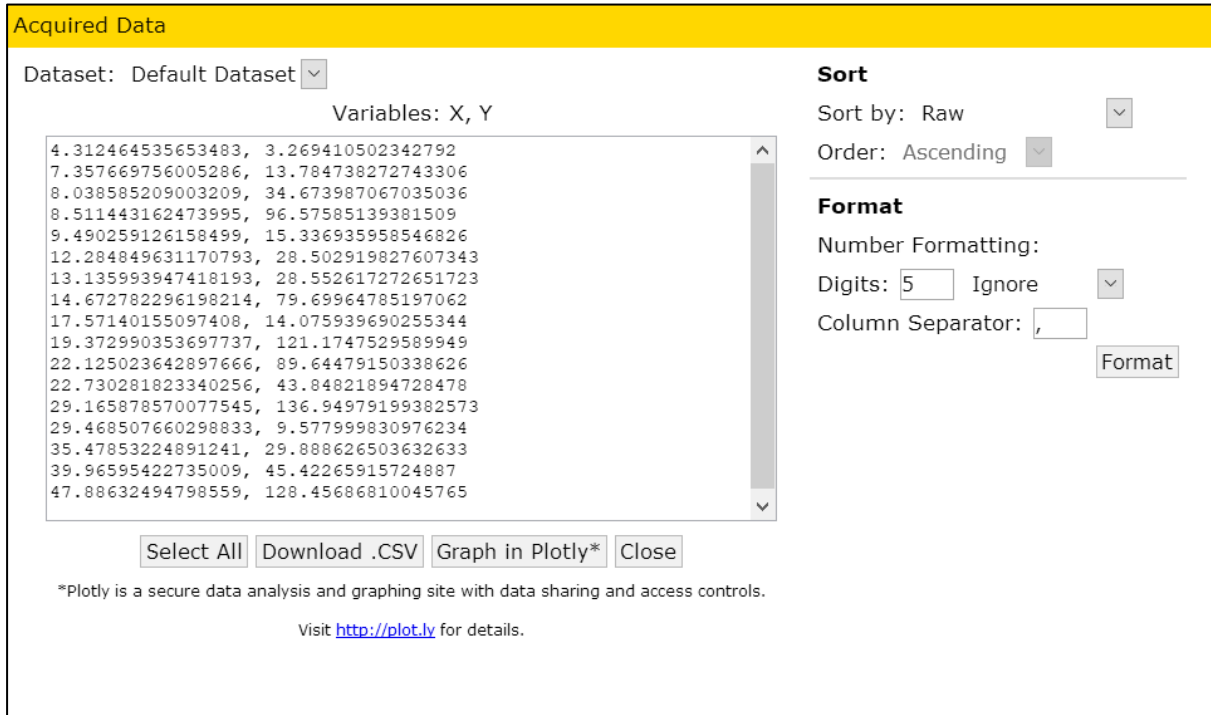 Acquired Data
Dataset: Default Dataset
Variables: X, Y
4.312464535653483, 3.269410502342792
7.357669756005286, 13.784738272743306
8.038585209003209, 34.673987067035036
8.511443162473995, 96.57585139381509
9.490259126158499, 15.336935958546826
12.284849631170793, 28.502919827607343
13.135993947418193, 28.552617272651723
14.672782296198214, 79.69964785197062
17.57140155097408, 14.075939690255344
19.372990353697737, 121.1747529589949
22.125023642897666, 89.64479150338626
22.730281823340256, 43.84821894728478
29.165878570077545, 136.94979199382573
29.468507660298833, 9.577999830976234
35.47853224891241, 29.888626503632633
39.96595422735009, 45.42265915724887
47.88632494798559, 128.45686810045765
Select All Download .CSV Graph in Plotly* Close
*Plotly is a secure data analysis and graphing site with data sharing and access controls.
Visit http://plot.ly for details.
Sort
Sort by: Raw
Order: Ascending
Format
Number Formatting:
Digits: 5 Ignore
Column Separator: ,
Format